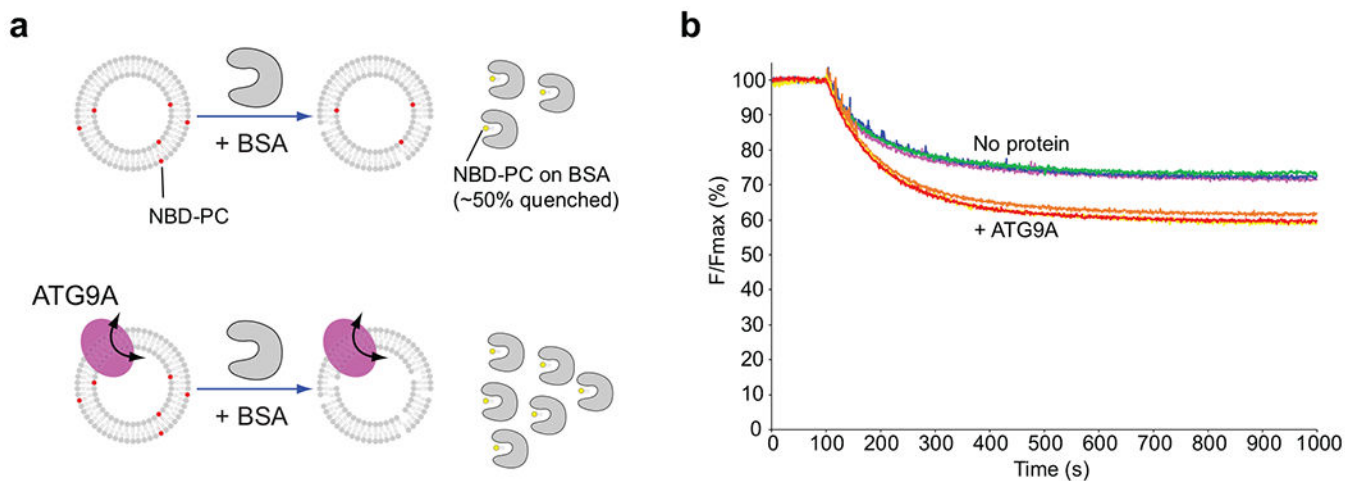 a
+ BSA
NBD-PC
NBD-PC on BSA
(~50% quenched)
ATG9A
+ BSA
b
F/Fmax (%)
100
90
80
70
60
50
40
30
20
10
0
No protein
+ ATG9A
0 100 200 300 400 500 600 700 800 900 1000
Time (s)